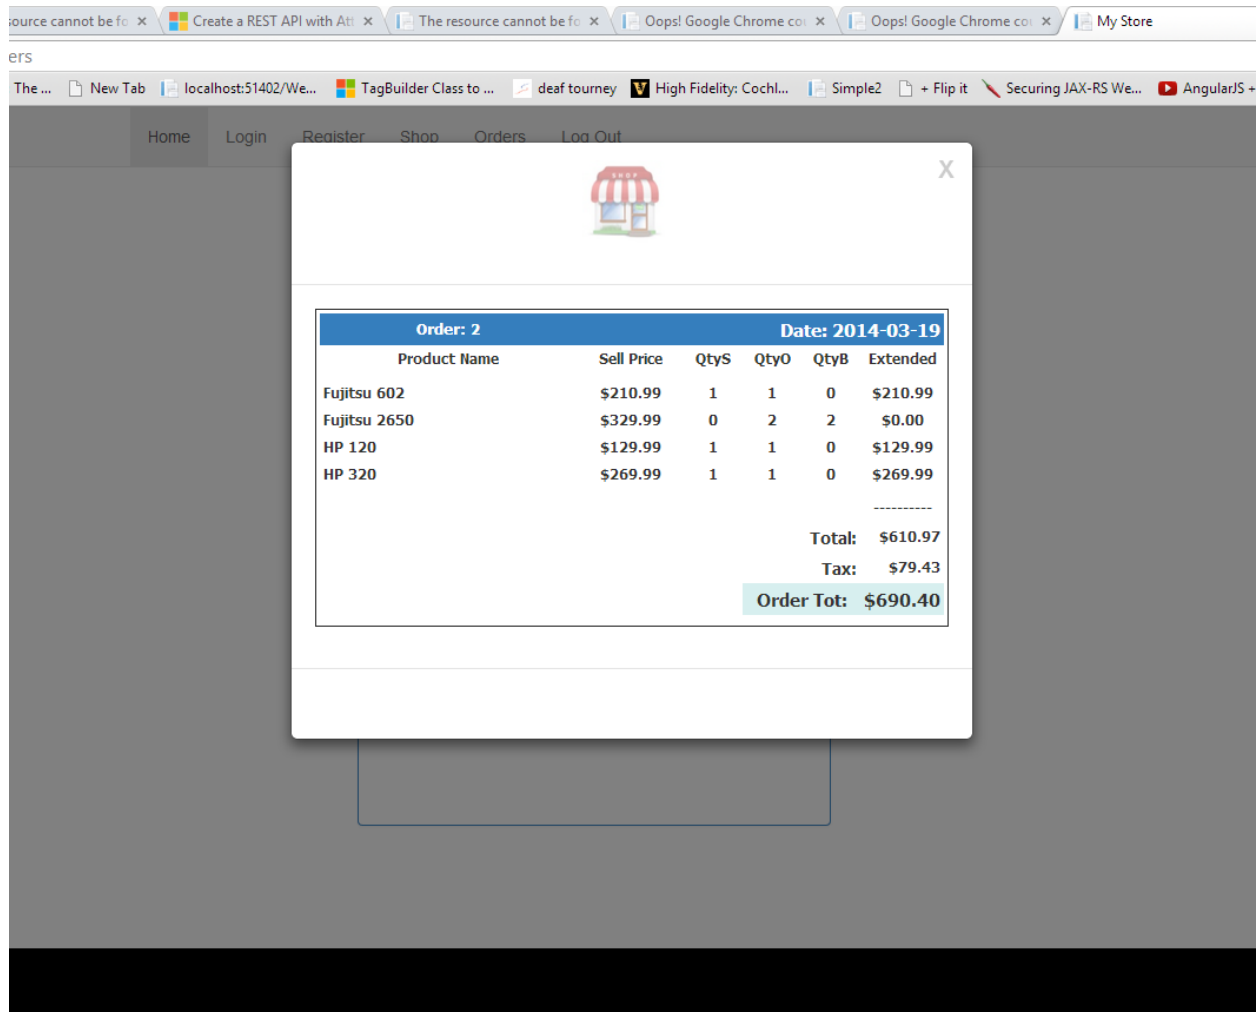 source cannot be fo × Create a REST API with Att × The resource cannot be fo × Oops! Google Chrome cou × Oops! Google Chrome cou × My Store
ers
The ... New Tab localhost:51402/We... TagBuilder Class to ... deaf tourney V High Fidelity: Cochl... Simple2 + Flip it Securing JAX-RS We... AngularJS +
Home Login Register Shop Orders Log Out
X
SHOP
Order: 2 Date: 2014-03-19
Product Name Sell Price QtyS QtyO QtyB Extended
Fujitsu 602 $210.99 1 1 0 $210.99
Fujitsu 2650 $329.99 0 2 2 $0.00
HP 120 $129.99 1 1 0 $129.99
HP 320 $269.99 1 1 0 $269.99
----------
Total: $610.97
Tax: $79.43
Order Tot: $690.40